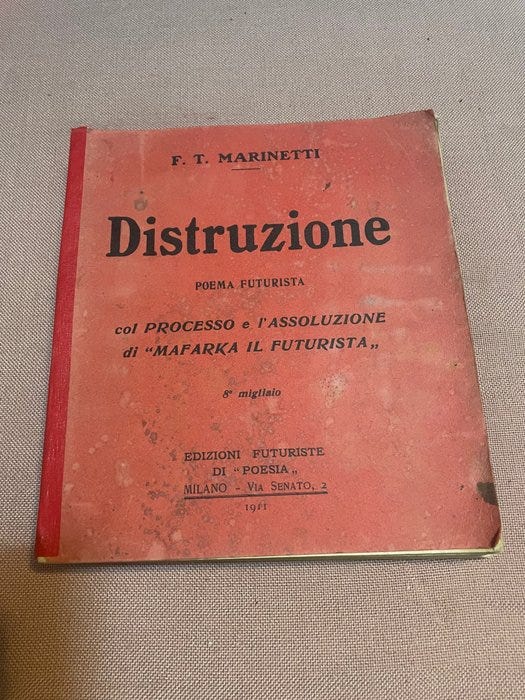 F. T. MARINETTI
Distruzione
POEMA FUTURISTA
col PROCESSO e l'ASSOLUZIONE
di "MAFARKA IL FUTURISTA„
8° migliaio
EDIZIONI FUTURISTE
DI "POESIA„
MILANO - VIA SENATO, 2
1911